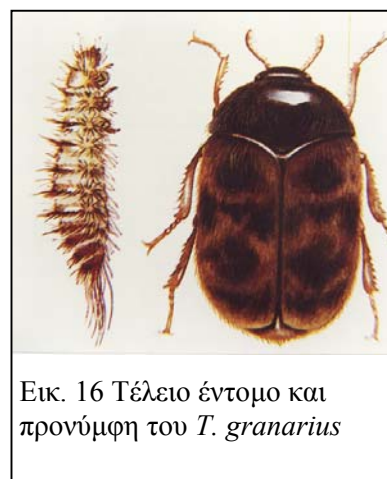 Εικ. 16 Τέλειο έντομο και
προνύμφη του T. granarius